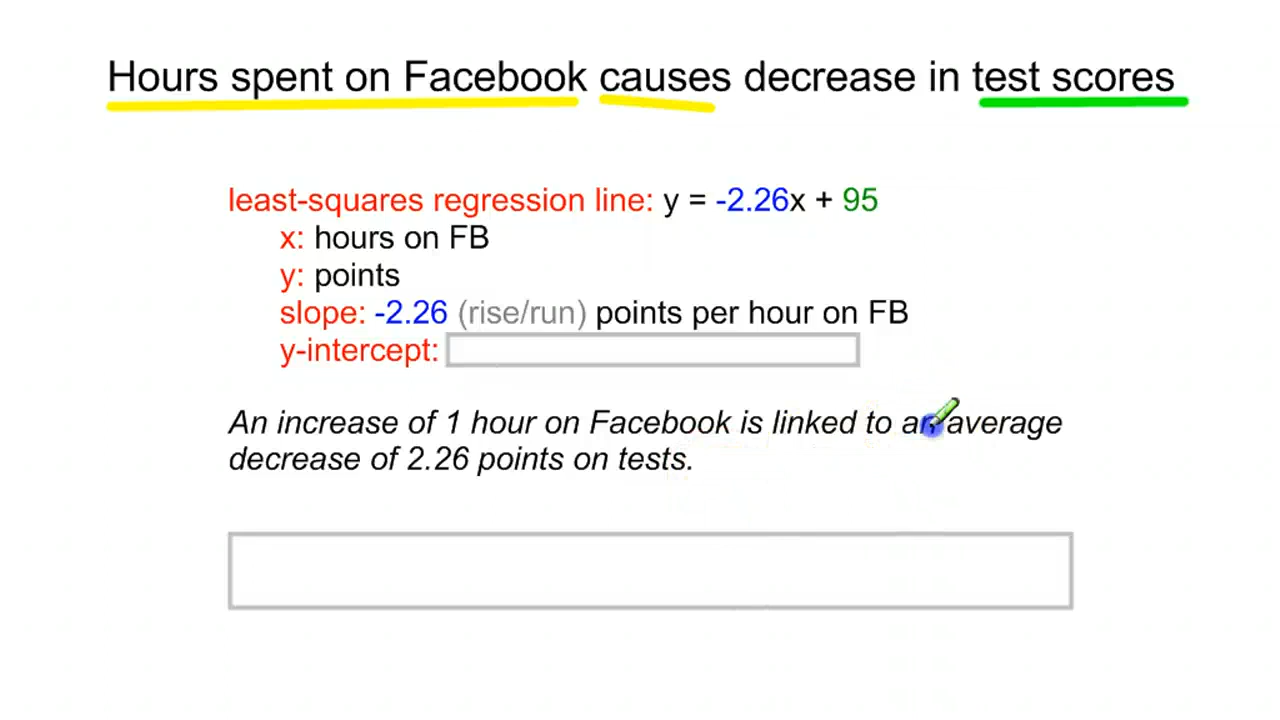 Hours spent on Facebook causes decrease in test scores
least-squares regression line: y = -2.26x + 95
x: hours on FB
y: points
slope: -2.26 (rise/run) points per hour on FB
y-intercept:
An increase of 1 hour on Facebook is linked to an average
decrease of 2.26 points on tests.